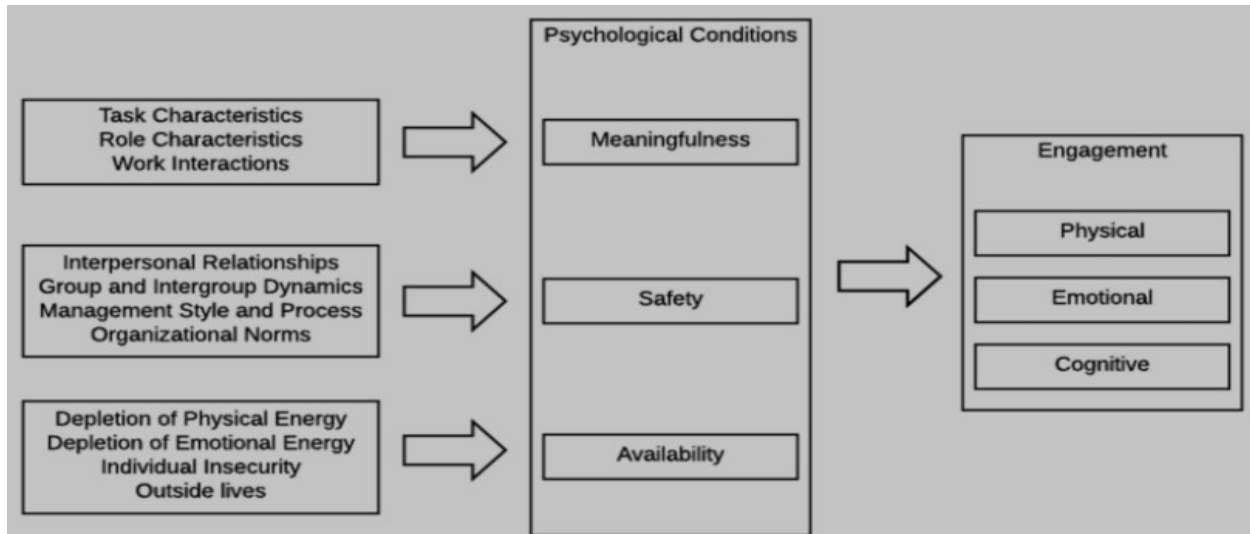 Task Characteristics
Role Characteristics
Work Interactions
Interpersonal Relationships
Group and Intergroup Dynamics
Management Style and Process
Organizational Norms
Depletion of Physical Energy
Depletion of Emotional Energy
Individual Insecurity
Outside lives
Psychological Conditions
Meaningfulness
Safety
Availability
Engagement
Physical
Emotional
Cognitive